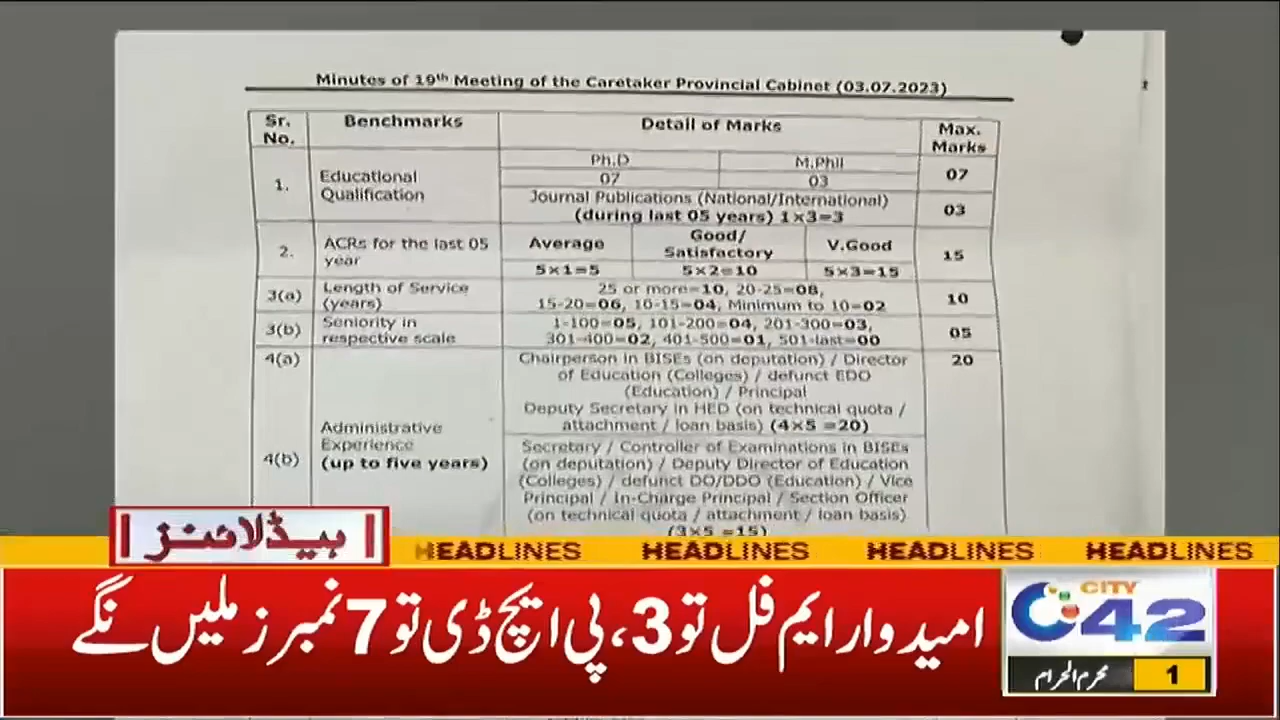 Minutes of 19th Meeting of the Caretaker Provincial Cabinet (03.07.2023)
Sr. No. Benchmarks Detail of Marks Max. Marks
1. Educational Qualification
Ph.D M.Phil
07 03 07
Journal Publications (National/International)
(during last 05 years) 1x3=3 03
2. ACRs for the last 05 year
Average Good/ Satisfactory V.Good
5x1=5 5x2=10 5x3=15 15
3(a) Length of Service (years)
25 or more=10, 20-25=08,
15-20=06, 10-15=04, Minimum to 10=02 10
3(b) Seniority in respective scale
1-100=05, 101-200=04, 201-300=03,
301-400=02, 401-500=01, 501-last=00 05
4(a) Chairperson in BISEs (on deputation) / Director 20
of Education (Colleges) / defunct EDO
(Education) / Principal
Deputy Secretary in HED (on technical quota /
attachment / loan basis) (4x5 =20)
4(b) Administrative Experience (up to five years)
Secretary / Controller of Examinations in BISEs
(on deputation) / Deputy Director of Education
(Colleges) / defunct DO/DDO (Education) / Vice
Principal / In-Charge Principal / Section Officer
(on technical quota / attachment / loan basis)
(3x5 =15)
ہیڈلائنز
HEADLINES HEADLINES HEADLINES HEADLINES
امیدوار ایم فل تو 3، پی ایچ ڈی تو 7 نمبرز ملیں گے
CITY
42
محرم الحرام 1